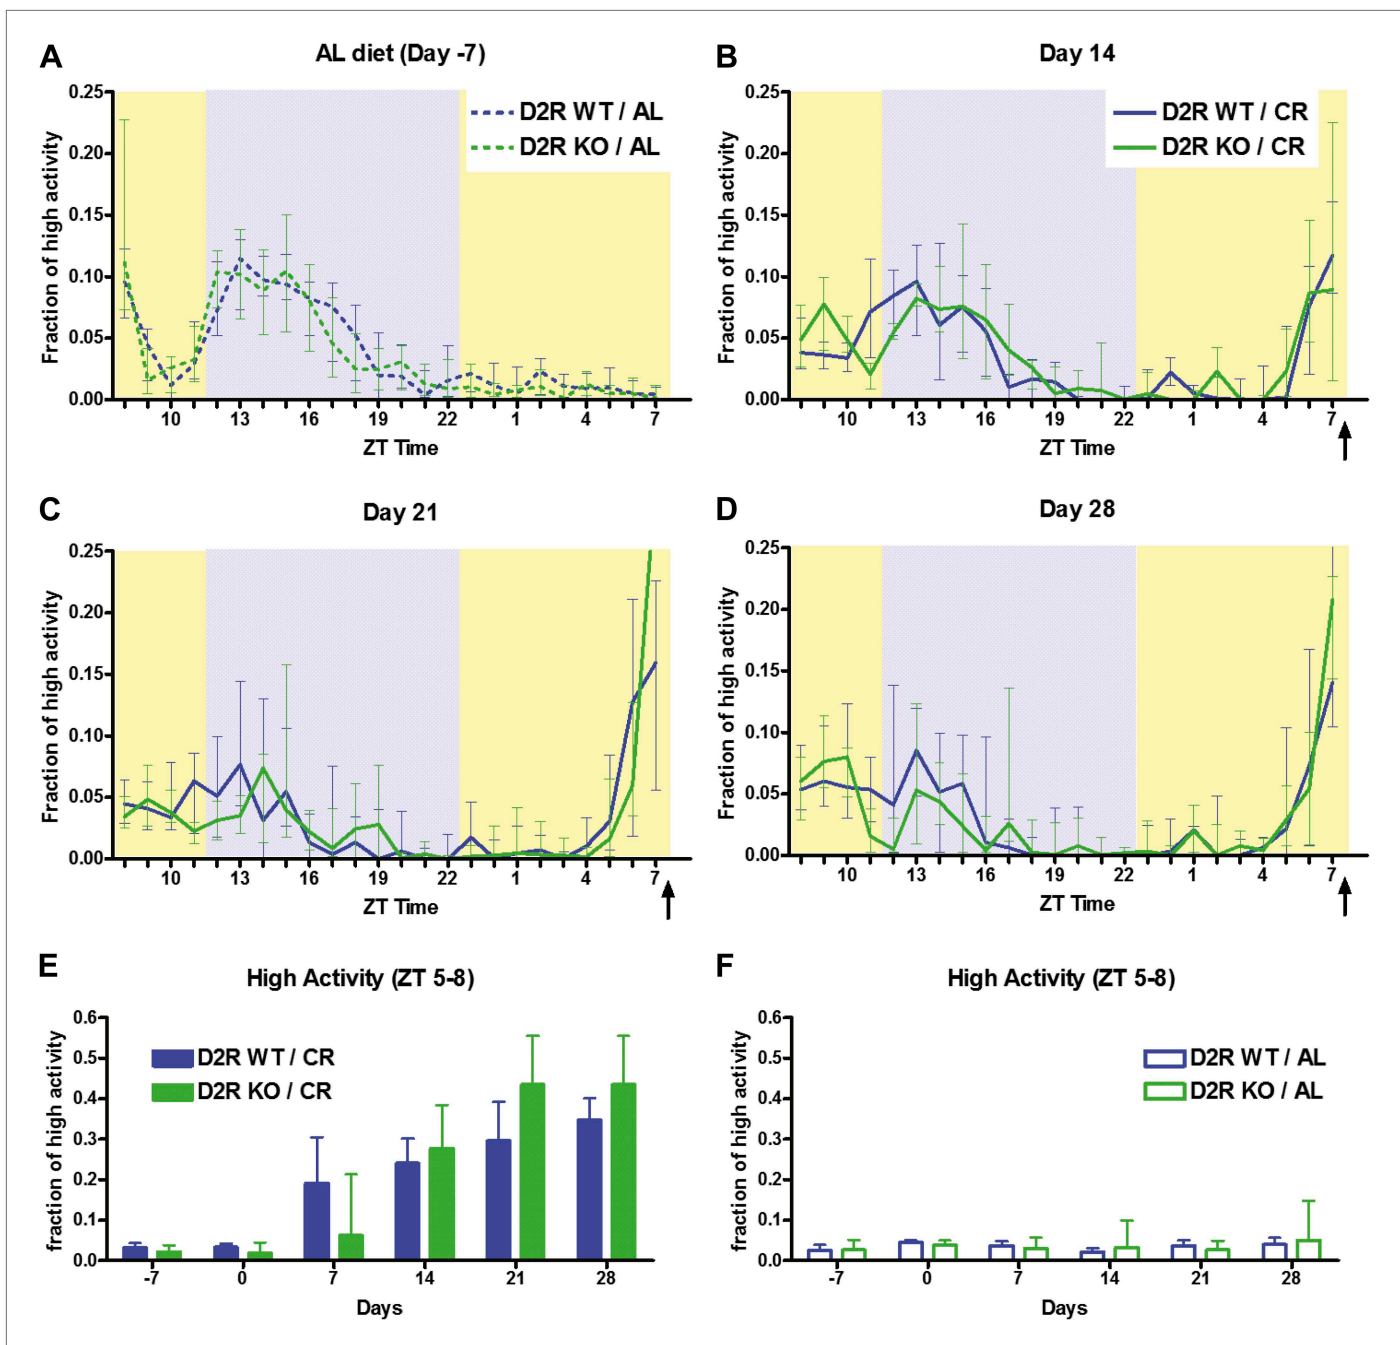 A
AL diet (Day -7)
Fraction of high activity
0.25
0.20
0.15
0.10
0.05
0.00
D2R WT / AL
D2R KO / AL
10 13 16 19 22 1 4 7
ZT Time
B
Day 14
Fraction of high activity
0.25
0.20
0.15
0.10
0.05
0.00
D2R WT / CR
D2R KO / CR
10 13 16 19 22 1 4 7
ZT Time
C
Day 21
Fraction of high activity
0.25
0.20
0.15
0.10
0.05
0.00
10 13 16 19 22 1 4 7
ZT Time
D
Day 28
Fraction of high activity
0.25
0.20
0.15
0.10
0.05
0.00
10 13 16 19 22 1 4 7
ZT Time
E
High Activity (ZT 5-8)
fraction of high activity
0.6
0.5
0.4
0.3
0.2
0.1
0.0
D2R WT / CR
D2R KO / CR
-7 0 7 14 21 28
Days
F
High Activity (ZT 5-8)
fraction of high activity
0.6
0.5
0.4
0.3
0.2
0.1
0.0
D2R WT / AL
D2R KO / AL
-7 0 7 14 21 28
Days